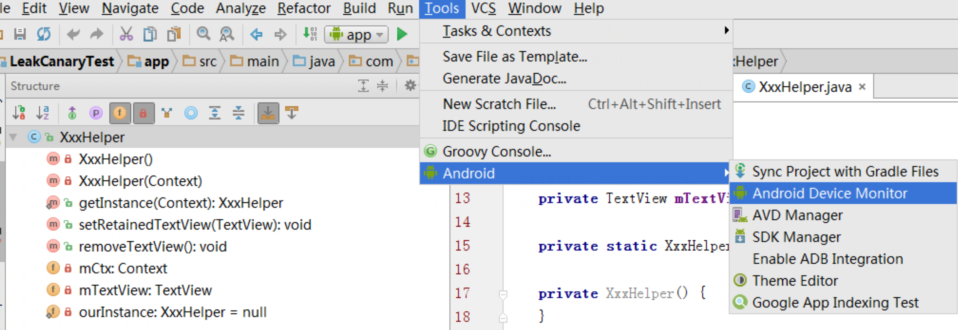 le Edit View Navigate Code Analyze Refactor Build Run Tools VCS Window Help
app
LeakCanaryTest app src main java com
Helper
Structure
XxxHelper.java
XxxHelper
XxxHelper()
XxxHelper(Context)
getInstance(Context): XxxHelper
setRetainedTextView(TextView): void
removeTextView(): void
mCtx: Context
mTextView: TextView
ourInstance: XxxHelper = null
Tasks & Contexts
Save File as Template...
Generate JavaDoc...
New Scratch File... Ctrl+Alt+Shift+Insert
IDE Scripting Console
Groovy Console...
Android
Sync Project with Gradle Files
Android Device Monitor
AVD Manager
SDK Manager
Enable ADB Integration
Theme Editor
Google App Indexing Test
13 private TextView mTextVi
14
15 private static XxxHelper
16
17 private XxxHelper() {
18 }